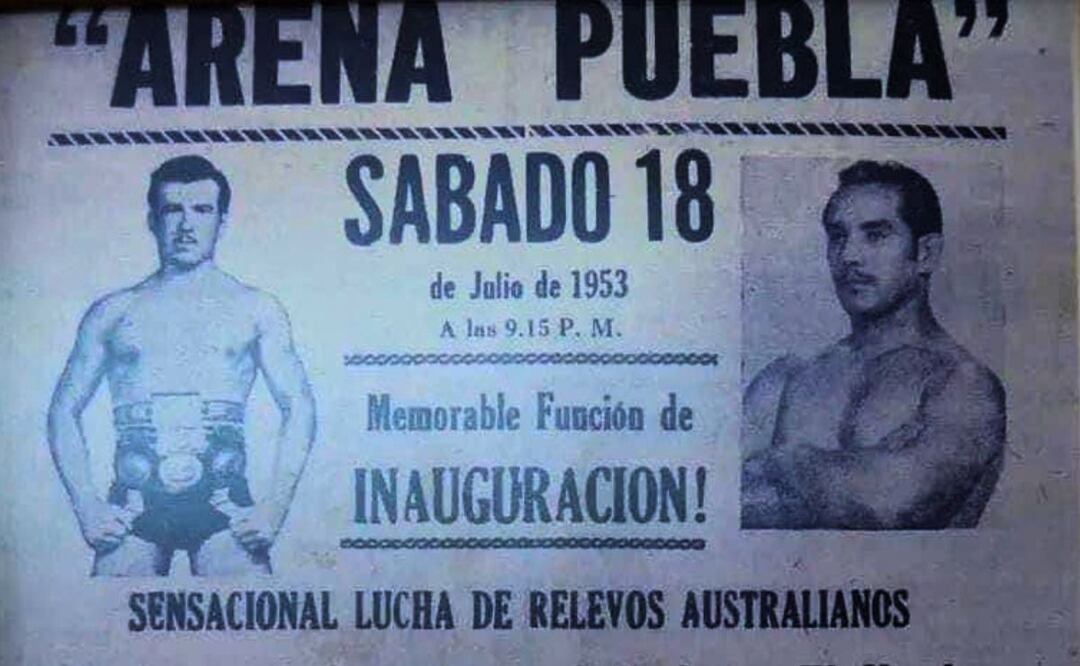 “ARENA PUEBLA”
SABADO 18
de Julio de 1953
A las 9.15 P. M.
Memorable Función de
INAUGURACION!
SENSACIONAL LUCHA DE RELEVOS AUSTRALIANOS